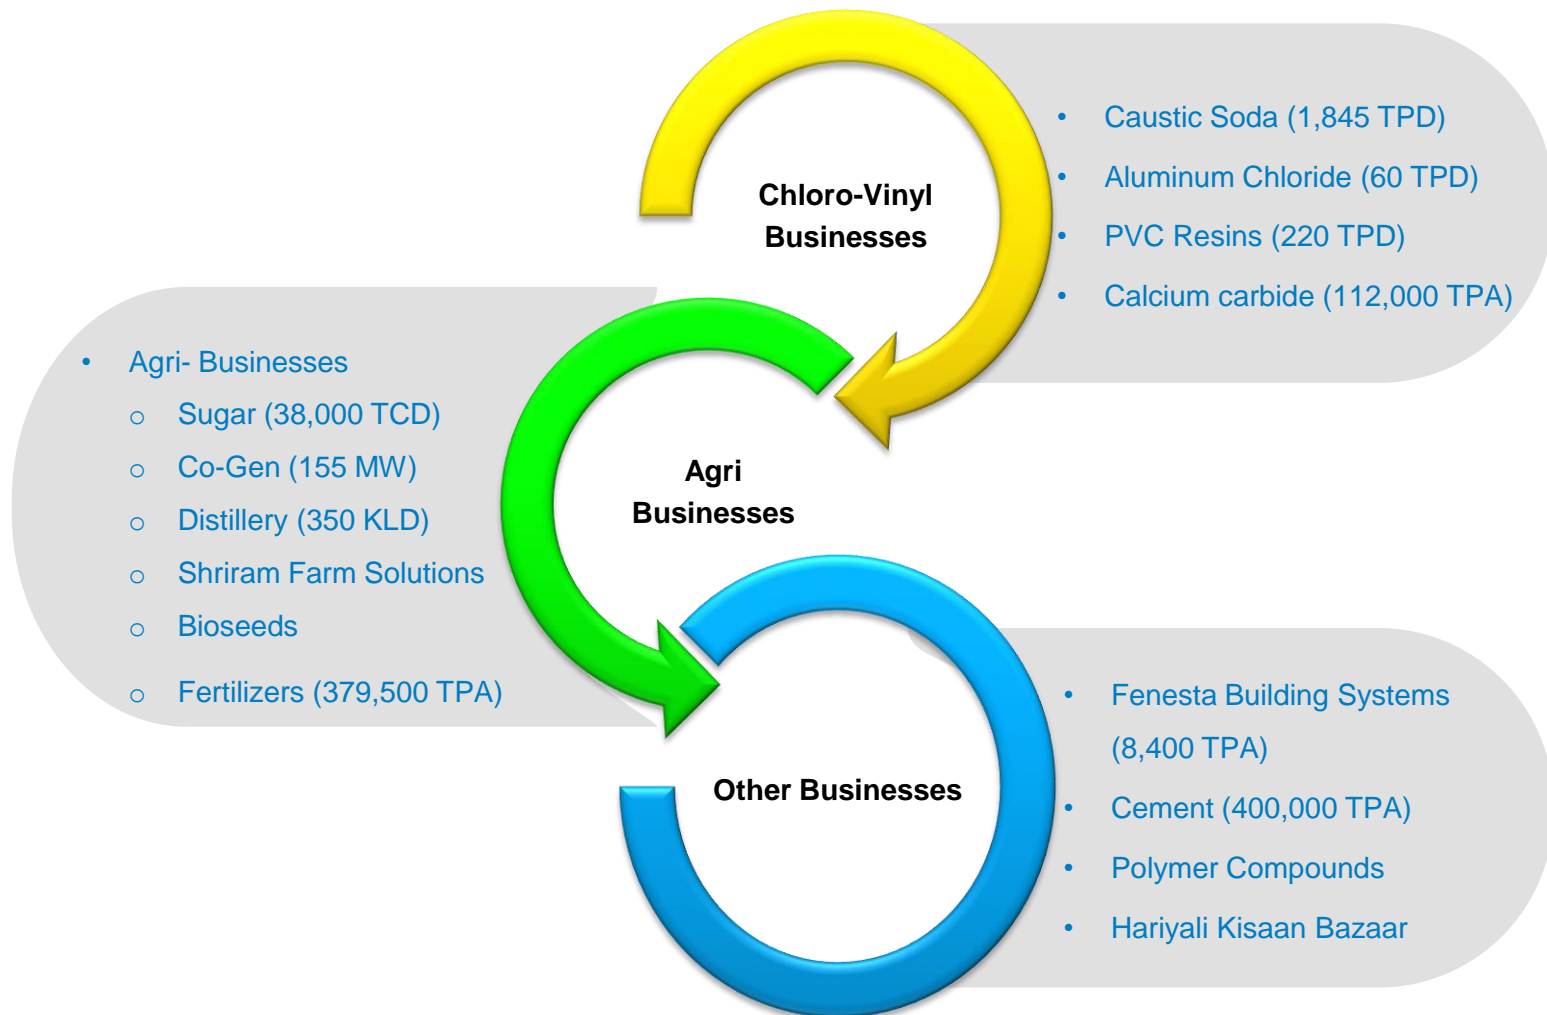 Chloro-Vinyl
Businesses
• Caustic Soda (1,845 TPD)
• Aluminum Chloride (60 TPD)
• PVC Resins (220 TPD)
• Calcium carbide (112,000 TPA)
• Agri- Businesses
o Sugar (38,000 TCD)
o Co-Gen (155 MW)
o Distillery (350 KLD)
o Shriram Farm Solutions
o Bioseeds
o Fertilizers (379,500 TPA)
Agri
Businesses
Other Businesses
• Fenesta Building Systems
(8,400 TPA)
• Cement (400,000 TPA)
• Polymer Compounds
• Hariyali Kisaan Bazaar